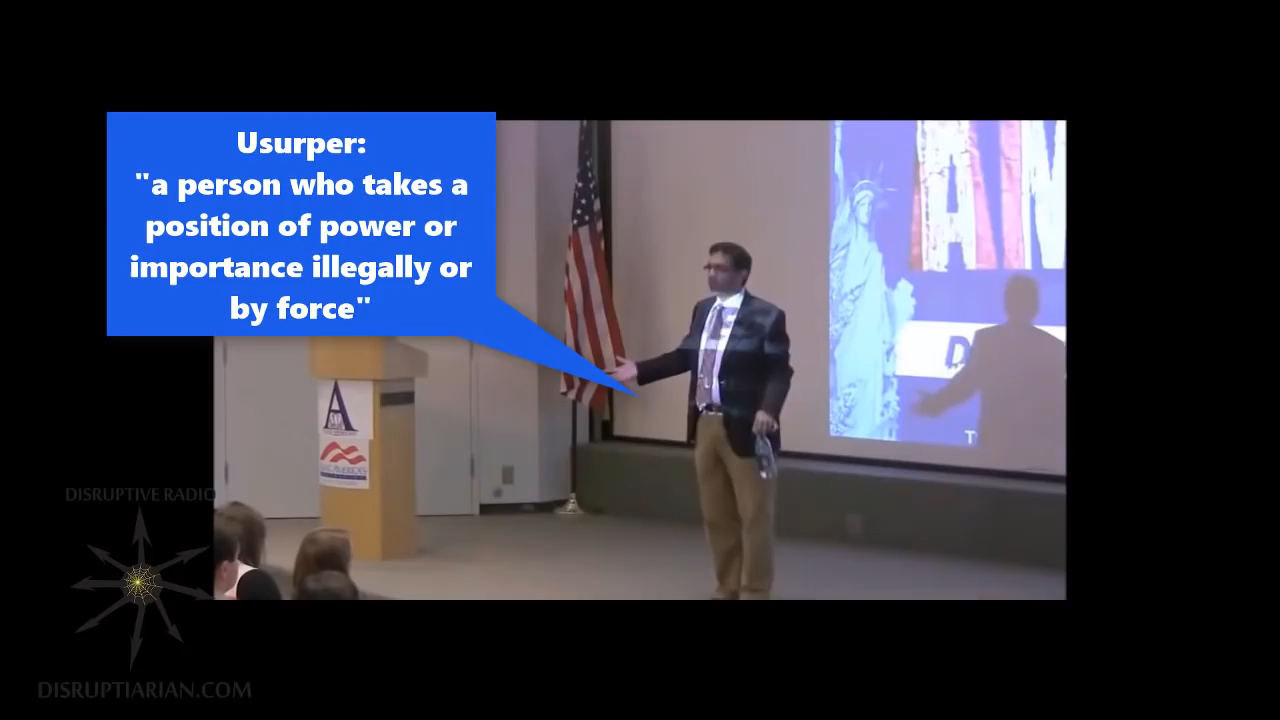 Usurper:
"a person who takes a
position of power or
importance illegally or
by force"
A
D
T
DISRUPTIVE RADIO
DISRUPTIARIAN.COM